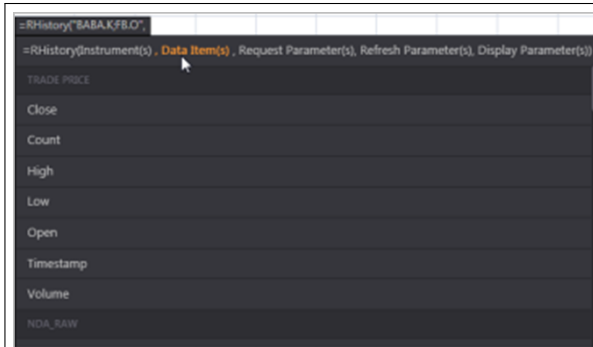 =RHistory("BABA.K;FB.O",
=RHistory(Instrument(s) , Data Item(s) , Request Parameter(s), Refresh Parameter(s), Display Parameter(s))
TRADE PRICE
Close
Count
High
Low
Open
Timestamp
Volume
NDA_RAW